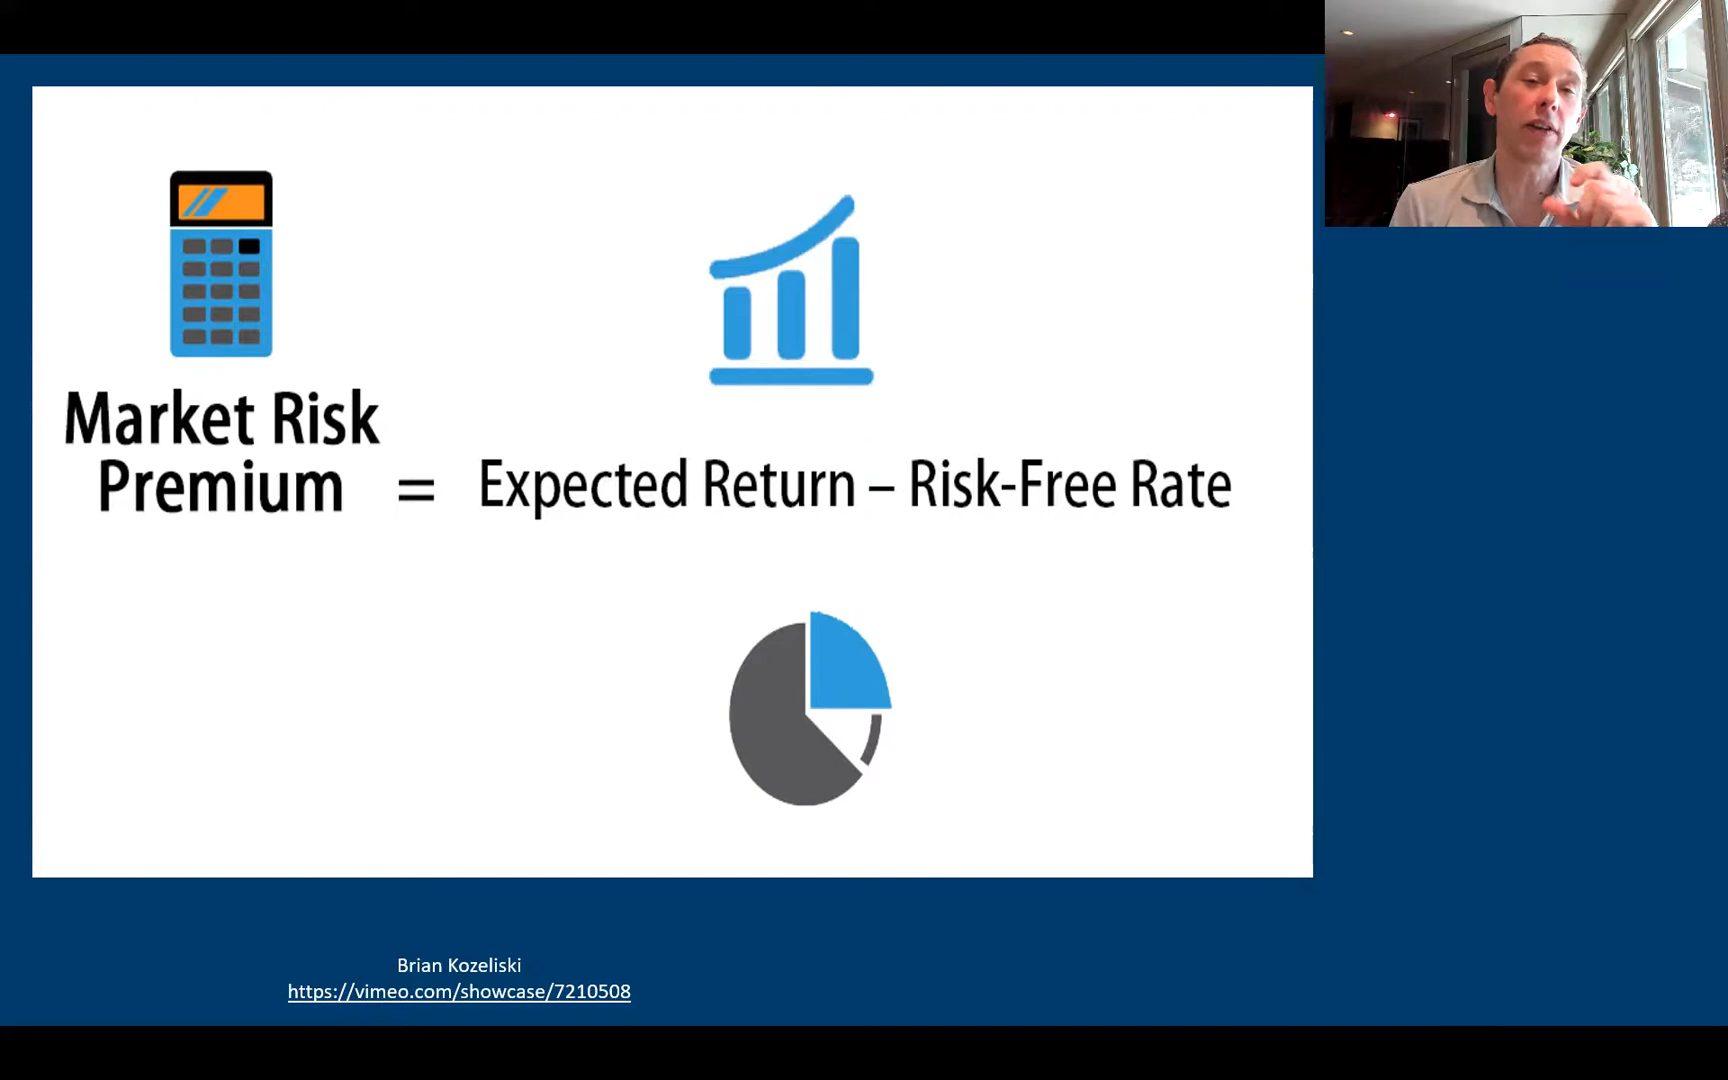 Market Risk
Premium = Expected Return – Risk-Free Rate
Brian Kozeliski
https://vimeo.com/showcase/7210508